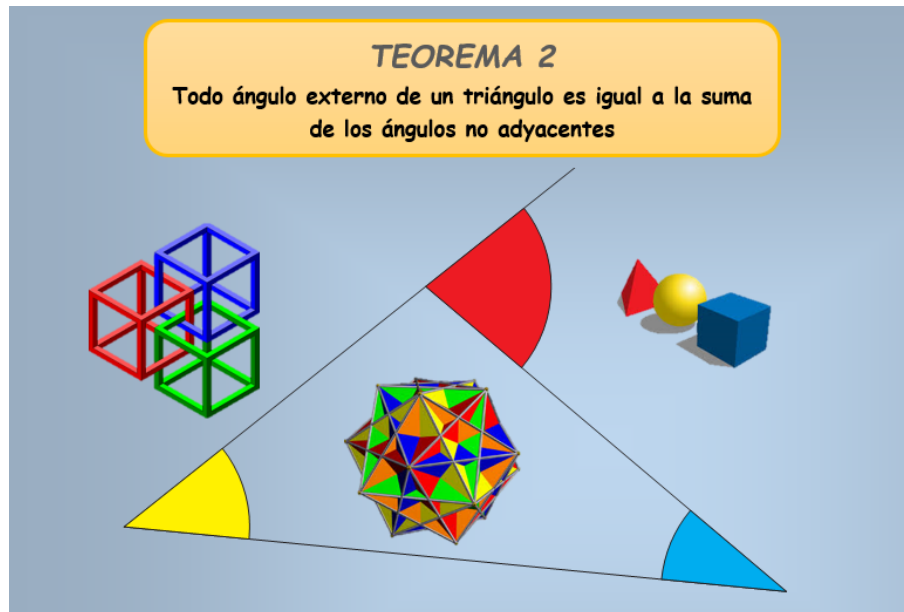 TEOREMA 2
Todo ángulo externo de un triángulo es igual a la suma
de los ángulos no adyacentes